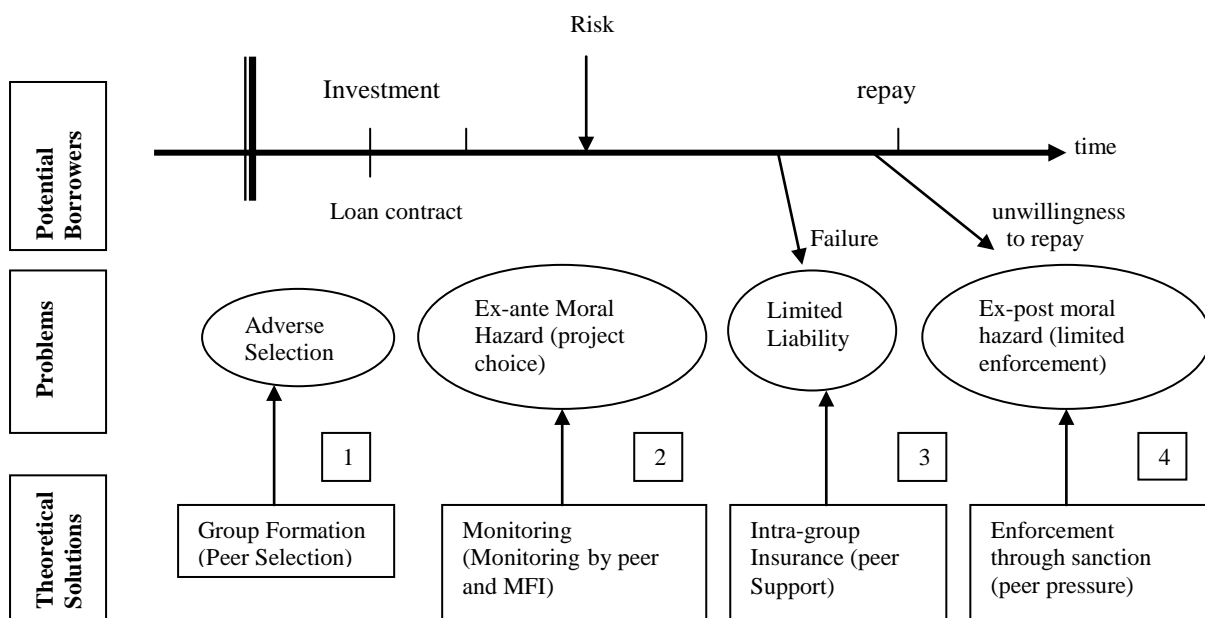 Risk
Investment
repay
time
Loan contract
Potential
Borrowers
Failure
unwillingness
to repay
Problems
Adverse
Selection
Ex-ante Moral
Hazard (project
choice)
Limited
Liability
Ex-post moral
hazard (limited
enforcement)
1
2
3
4
Theoretical
Solutions
Group Formation
(Peer Selection)
Monitoring
(Monitoring by peer
and MFI)
Intra-group
Insurance (peer
Support)
Enforcement
through sanction
(peer pressure)